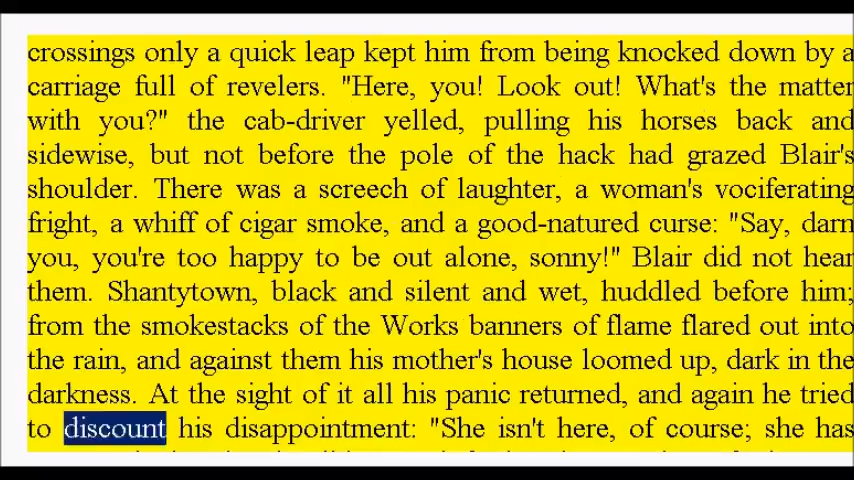 crossings only a quick leap kept him from being knocked down by a
carriage full of revelers. "Here, you! Look out! What's the matter
with you?" the cab-driver yelled, pulling his horses back and
sidewise, but not before the pole of the hack had grazed Blair's
shoulder. There was a screech of laughter, a woman's vociferating
fright, a whiff of cigar smoke, and a good-natured curse: "Say, darn
you, you're too happy to be out alone, sonny!" Blair did not hear
them. Shantytown, black and silent and wet, huddled before him;
from the smokestacks of the Works banners of flame flared out into
the rain, and against them his mother's house loomed up, dark in the
darkness. At the sight of it all his panic returned, and again he tried
to discount his disappointment: "She isn't here, of course; she has